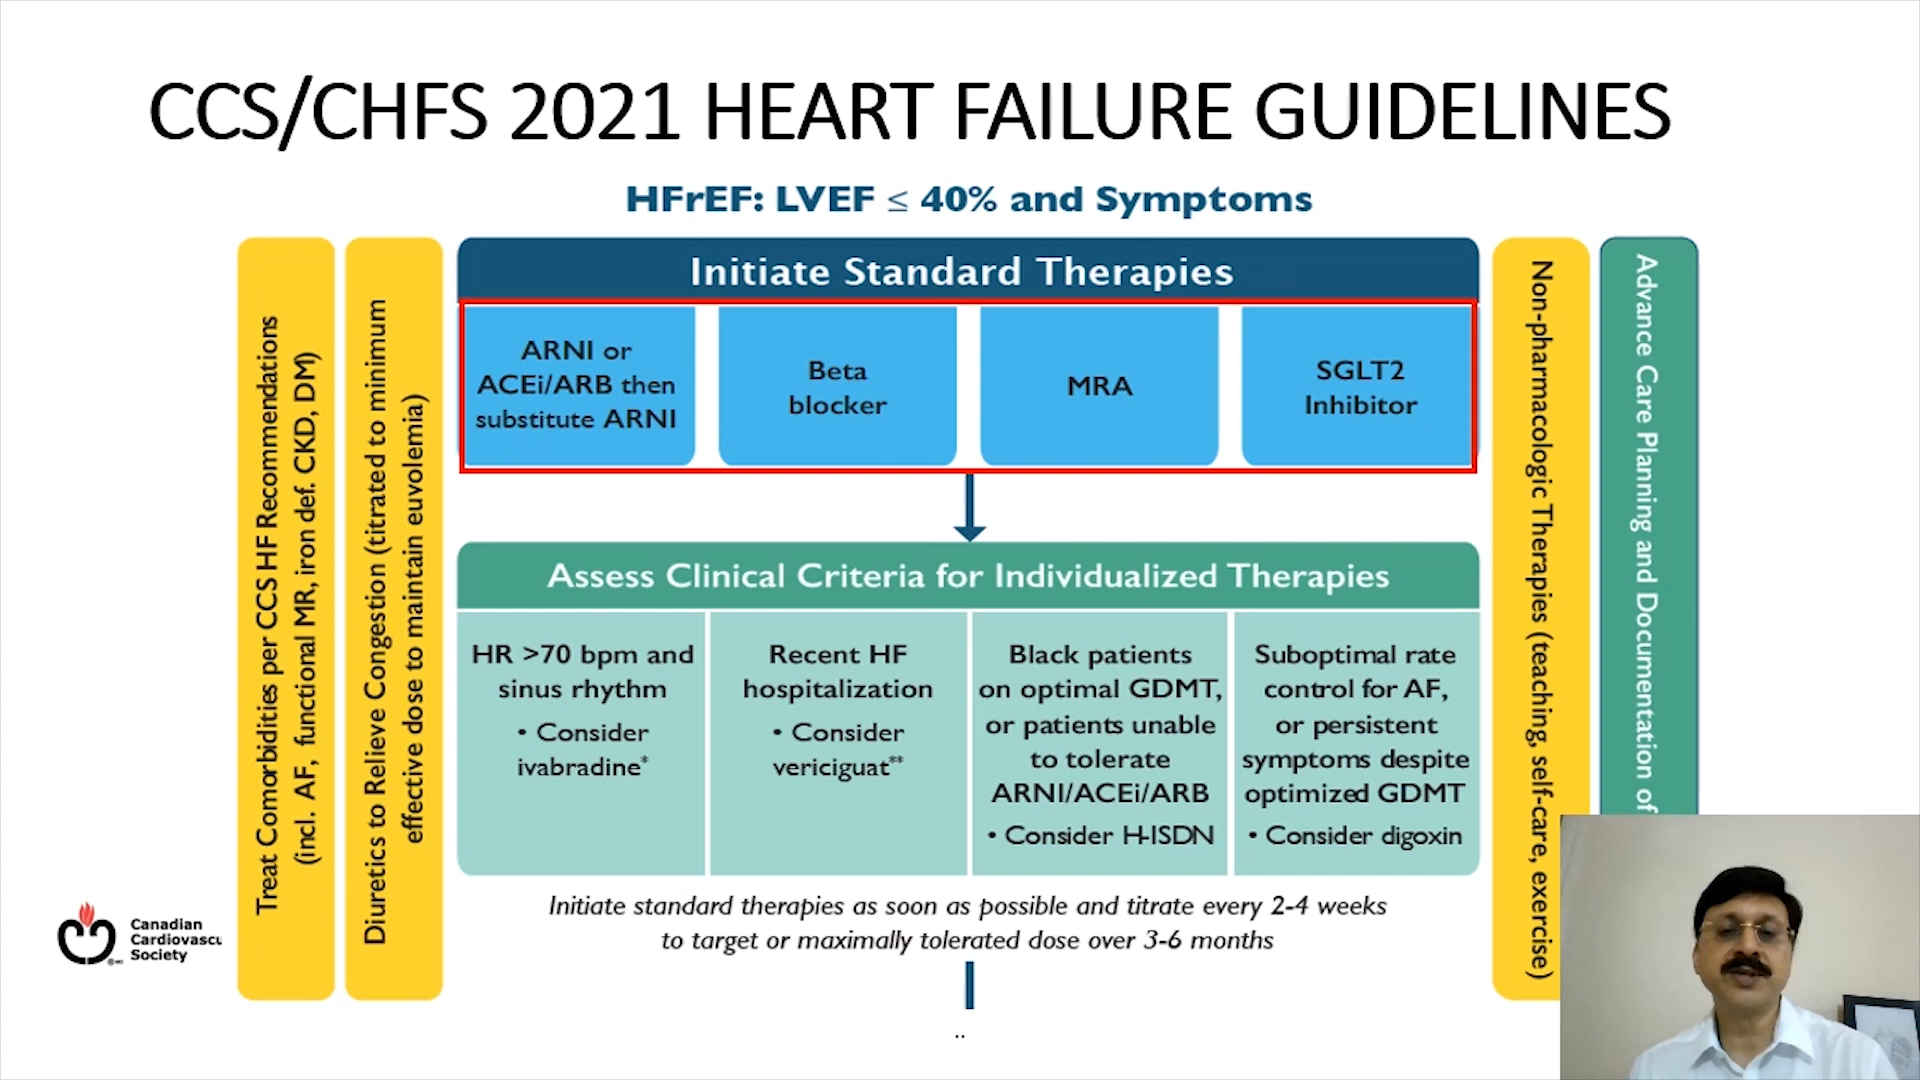 CCS/CHFS 2021 HEART FAILURE GUIDELINES
HFrEF: LVEF ≤ 40% and Symptoms
Treat Comorbidities per CCS HF Recommendations
(incl. AF, functional MR, iron def. CKD, DM)
Diuretics to Relieve Congestion (titrated to minimum
effective dose to maintain euvolemia)
Initiate Standard Therapies
ARNI or
ACEi/ARB then
substitute ARNI
Beta
blocker
MRA
SGLT2
Inhibitor
Assess Clinical Criteria for Individualized Therapies
HR >70 bpm and
sinus rhythm
• Consider
ivabradine*
Recent HF
hospitalization
• Consider
vericiguat**
Black patients
on optimal GDMT,
or patients unable
to tolerate
ARNI/ACEi/ARB
• Consider H-ISDN
Suboptimal rate
control for AF,
or persistent
symptoms despite
optimized GDMT
• Consider digoxin
Initiate standard therapies as soon as possible and titrate every 2-4 weeks
to target or maximally tolerated dose over 3-6 months
..
Non-pharmacologic Therapies (teaching, self-care, exercise)
Advance Care Planning and Documentation of
Canadian
Cardiovascu
Society